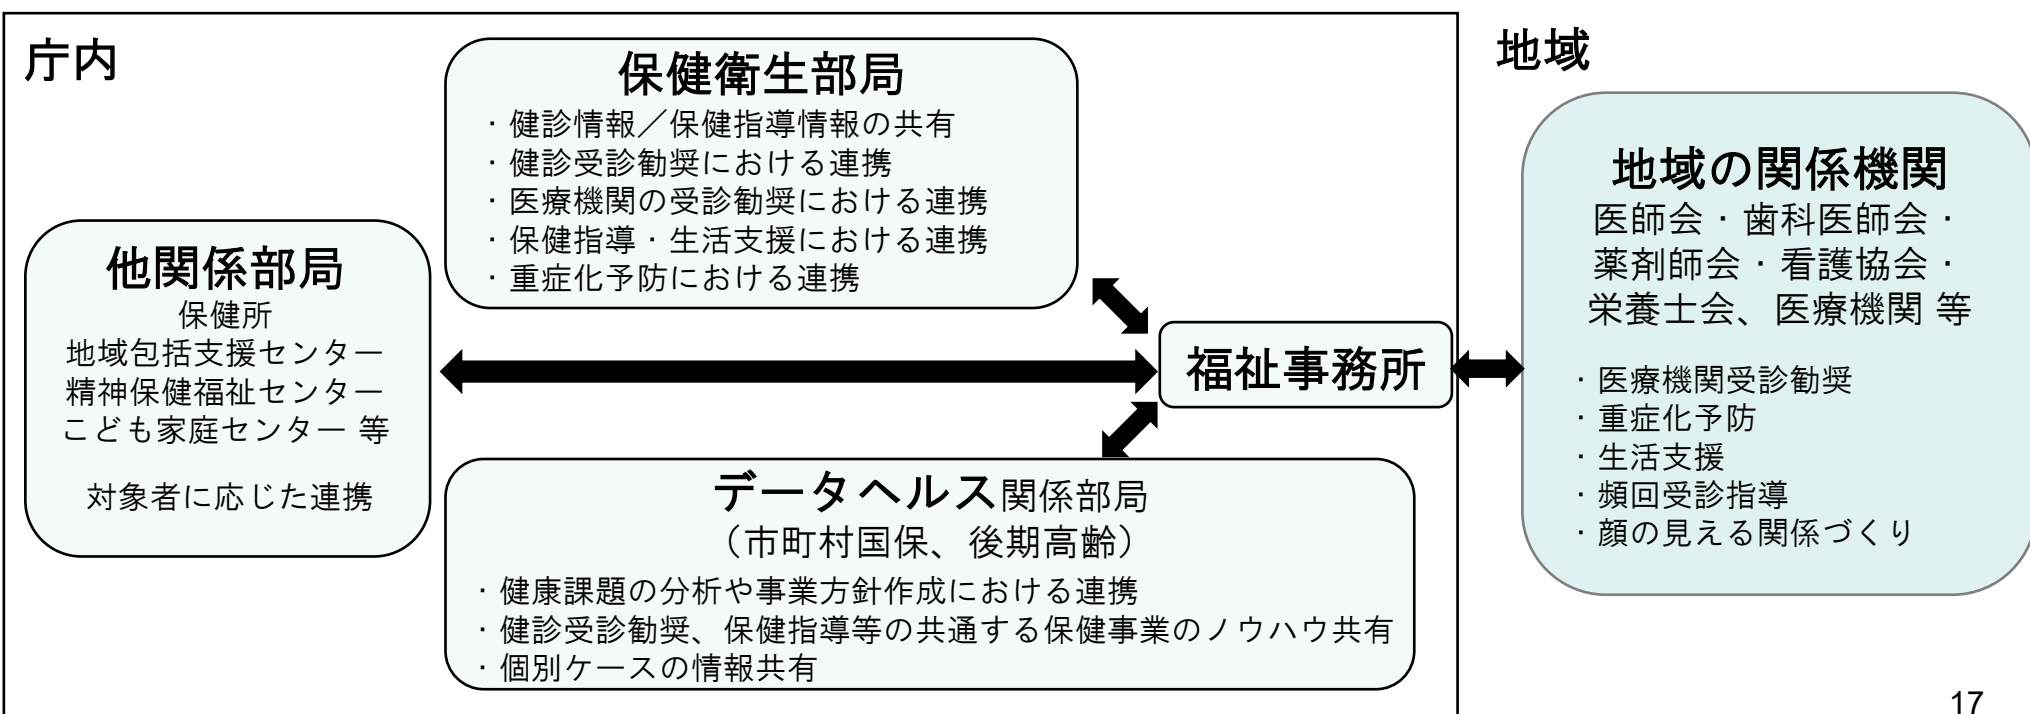 庁内
保健衛生部局
・健診情報／保健指導情報の共有
・健診受診勧奨における連携
・医療機関の受診勧奨における連携
・保健指導・生活支援における連携
・重症化予防における連携
他関係部局
保健所
地域包括支援センター
精神保健福祉センター
こども家庭センター 等
対象者に応じた連携
福祉事務所
データヘルス関係部局
（市町村国保、後期高齢）
・健康課題の分析や事業方針作成における連携
・健診受診勧奨、保健指導等の共通する保健事業のノウハウ共有
・個別ケースの情報共有
地域
地域の関係機関
医師会・歯科医師会・
薬剤師会・看護協会・
栄養士会、医療機関 等
・医療機関受診勧奨
・重症化予防
・生活支援
・頻回受診指導
・顔の見える関係づくり
17